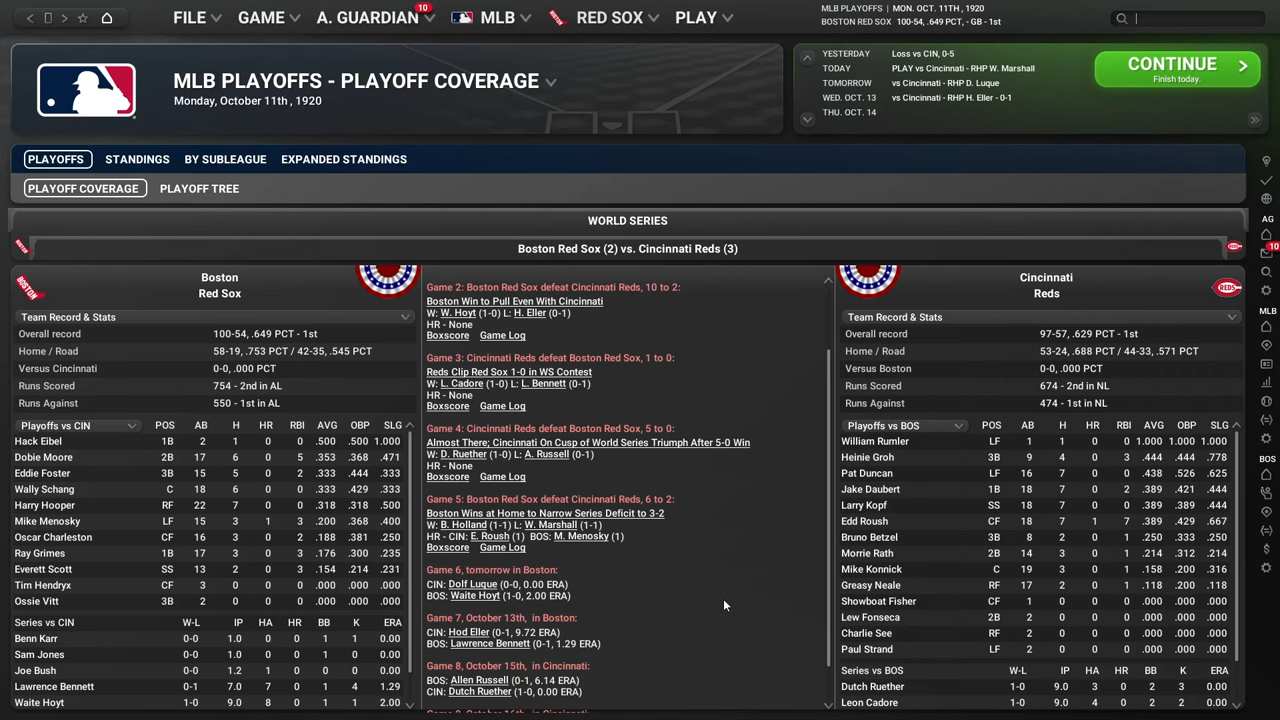 FILE GAME A. GUARDIAN 10 MLB RED SOX PLAY
MLB PLAYOFFS | MON. OCT. 11TH , 1920
BOSTON RED SOX 100-54, .649 PCT, - GB - 1st
MLB PLAYOFFS - PLAYOFF COVERAGE
Monday, October 11th , 1920
YESTERDAY Loss vs CIN, 0-5
TODAY PLAY vs Cincinnati - RHP W. Marshall
TOMORROW vs Cincinnati - RHP D. Luque
WED. OCT. 13 vs Cincinnati - RHP H. Eller - 0-1
THU. OCT. 14
CONTINUE
Finish today.
PLAYOFFS STANDINGS BY SUBLEAGUE EXPANDED STANDINGS
PLAYOFF COVERAGE PLAYOFF TREE
WORLD SERIES
Boston Red Sox (2) vs. Cincinnati Reds (3)
BOSTON
Boston
Red Sox
Team Record & Stats
Overall record 100-54, .649 PCT - 1st
Home / Road 58-19, .753 PCT / 42-35, .545 PCT
Versus Cincinnati 0-0, .000 PCT
Runs Scored 754 - 2nd in AL
Runs Against 550 - 1st in AL
Playoffs vs CIN POS AB H HR RBI AVG OBP SLG
Hack Eibel 1B 2 1 0 0 .500 .500 1.000
Dobie Moore 2B 17 6 0 5 .353 .368 .471
Eddie Foster 3B 15 5 0 2 .333 .444 .333
Wally Schang C 18 6 0 0 .333 .429 .333
Harry Hooper RF 22 7 0 0 .318 .318 .500
Mike Menosky LF 15 3 1 3 .200 .368 .400
Oscar Charleston CF 16 3 0 2 .188 .381 .250
Ray Grimes 1B 17 3 0 3 .176 .300 .235
Everett Scott SS 13 2 0 3 .154 .214 .231
Tim Hendryx CF 3 0 0 0 .000 .000 .000
Ossie Vitt 3B 2 0 0 0 .000 .000 .000
Series vs CIN W-L IP HA HR BB K ERA
Benn Karr 0-0 1.0 0 0 1 1 0.00
Sam Jones 0-0 1.0 0 0 1 0 0.00
Joe Bush 0-0 1.2 1 0 0 1 0.00
Lawrence Bennett 0-1 7.0 7 0 1 4 1.29
Waite Hoyt 1-0 9.0 8 0 1 1 2.00
Game 2: Boston Red Sox defeat Cincinnati Reds, 10 to 2:
Boston Win to Pull Even With Cincinnati
W: W. Hoyt (1-0) L: H. Eller (0-1)
HR - None
Boxscore Game Log
Game 3: Cincinnati Reds defeat Boston Red Sox, 1 to 0:
Reds Clip Red Sox 1-0 in WS Contest
W: L. Cadore (1-0) L: L. Bennett (0-1)
HR - None
Boxscore Game Log
Game 4: Cincinnati Reds defeat Boston Red Sox, 5 to 0:
Almost There; Cincinnati On Cusp of World Series Triumph After 5-0 Win
W: D. Ruether (1-0) L: A. Russell (0-1)
HR - None
Boxscore Game Log
Game 5: Boston Red Sox defeat Cincinnati Reds, 6 to 2:
Boston Wins at Home to Narrow Series Deficit to 3-2
W: B. Holland (1-1) L: W. Marshall (1-1)
HR - CIN: E. Roush (1) BOS: M. Menosky (1)
Boxscore Game Log
Game 6, tomorrow in Boston:
CIN: Dolf Luque (0-0, 0.00 ERA)
BOS: Waite Hoyt (1-0, 2.00 ERA)
Game 7, October 13th, in Boston:
CIN: Hod Eller (0-1, 9.72 ERA)
BOS: Lawrence Bennett (0-1, 1.29 ERA)
Game 8, October 15th, in Cincinnati:
BOS: Allen Russell (0-1, 6.14 ERA)
CIN: Dutch Ruether (1-0, 0.00 ERA)
Cincinnati
Reds
REDS
Team Record & Stats
Overall record 97-57, .629 PCT - 1st
Home / Road 53-24, .688 PCT / 44-33, .571 PCT
Versus Boston 0-0, .000 PCT
Runs Scored 674 - 2nd in NL
Runs Against 474 - 1st in NL
Playoffs vs BOS POS AB H HR RBI AVG OBP SLG
William Rumler LF 1 1 0 0 1.000 1.000 1.000
Heinie Groh 3B 9 4 0 3 .444 .444 .778
Pat Duncan LF 16 7 0 0 .438 .526 .625
Jake Daubert 1B 18 7 0 2 .389 .421 .444
Larry Kopf SS 18 7 0 0 .389 .389 .444
Edd Roush CF 18 7 1 7 .389 .429 .667
Bruno Betzel 3B 8 2 0 1 .250 .333 .250
Morrie Rath 2B 14 3 0 0 .214 .312 .214
Mike Konnick C 19 3 0 0 .158 .200 .316
Greasy Neale RF 17 2 0 0 .118 .200 .118
Showboat Fisher CF 1 0 0 0 .000 .000 .000
Lew Fonseca 2B 2 0 0 0 .000 .000 .000
Charlie See RF 2 0 0 0 .000 .000 .000
Paul Strand LF 2 0 0 0 .000 .000 .000
Series vs BOS W-L IP HA HR BB K ERA
Dutch Ruether 1-0 9.0 3 0 2 3 0.00
Leon Cadore 1-0 9.0 4 0 2 2 0.00
AG
10
MLB
BOS